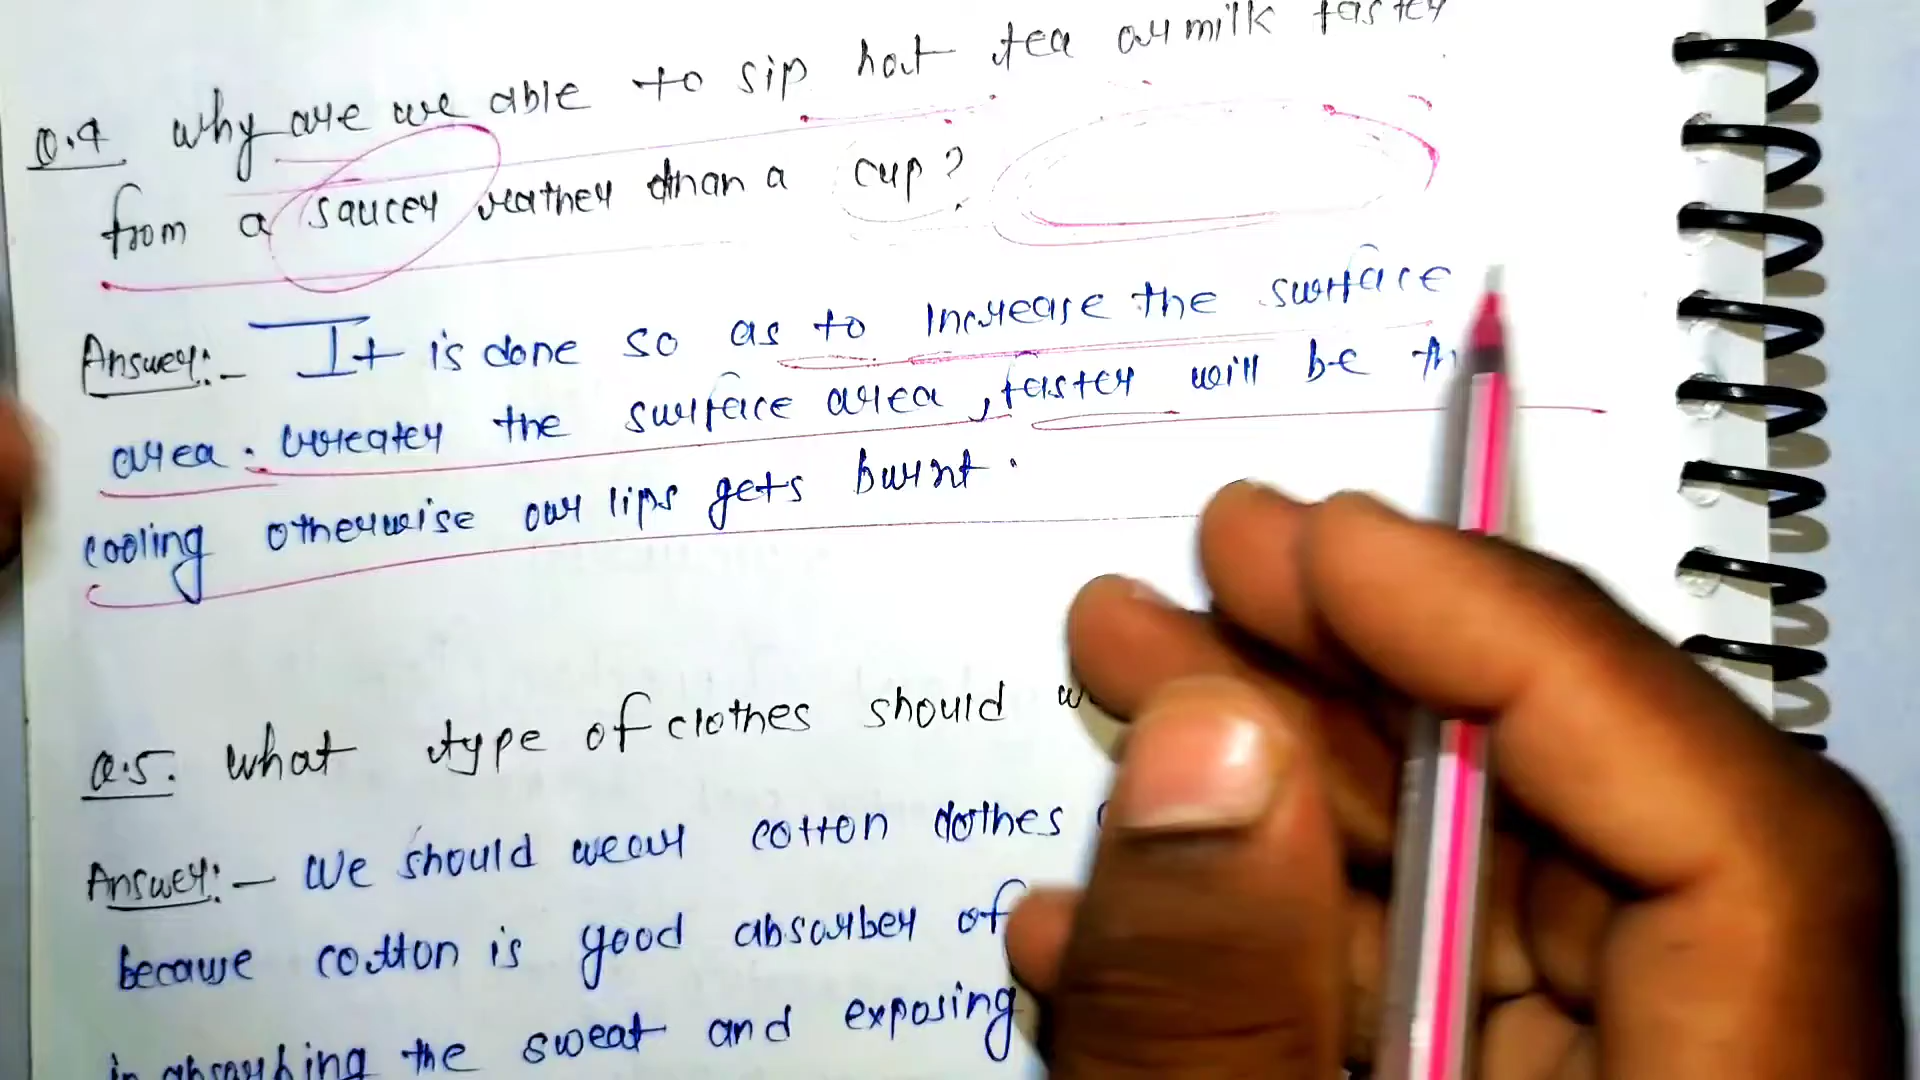 Q.4 Why are we able to sip hot tea or milk faster
from a saucer rather than a cup?
Answer:- It is done so as to increase the surface
area. Greater the surface area, faster will be
cooling otherwise our lips gets burnt.
Q.5. What type of clothes should
Answer:- We should wear cotton clothes
because cotton is good absorber of
in absorbing the sweat and exposing